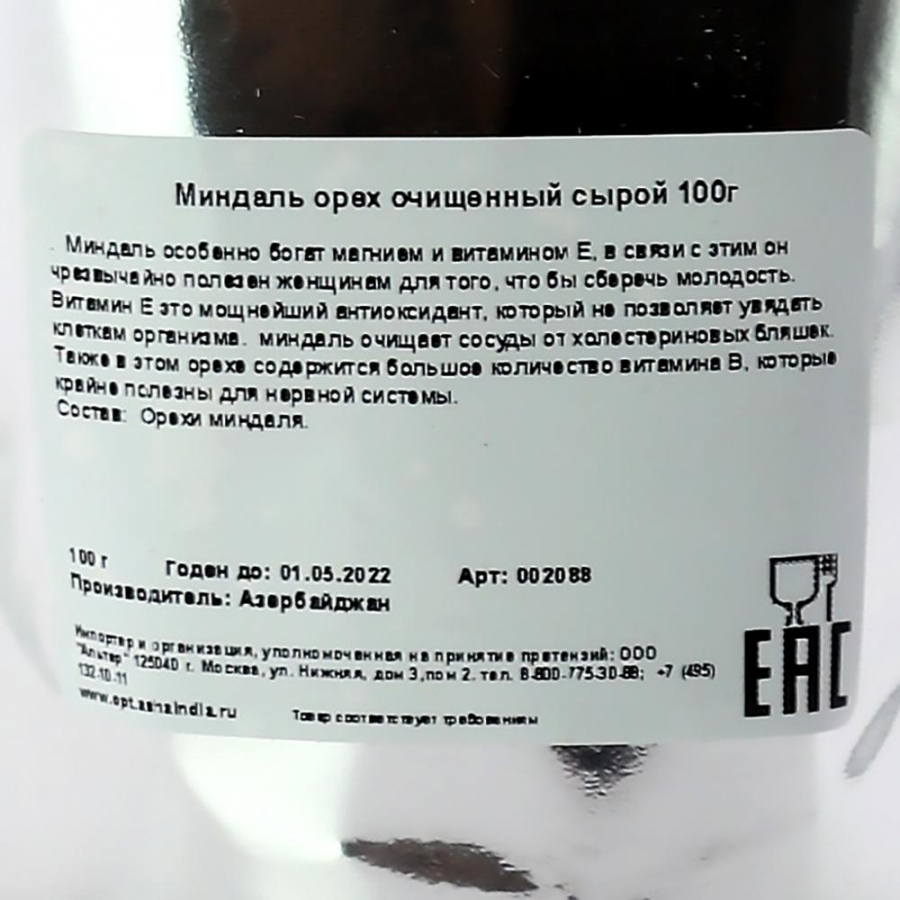 Миндаль орех очищенный сырой 100г
Миндаль особенно богат магнием и витамином Е, в связи с этим он
чрезвычайно полезен женщинам для того, что бы сберечь молодость.
Витамин Е это мощнейший антиоксидант, который не позволяет увядать
клеткам организма. миндаль очищает сосуды от холестериновых бляшек.
Также в этом орехе содержится большое количество витамина В, которые
крайне полезны для нервной системы.
Состав: Орехи миндаля.
100 г Годен до: 01.05.2022 Арт: 002088
Производитель: Азербайджан
Импортер и организация, уполномоченная на принятие претензий: ООО
"Альтер" 125040 г. Москва, ул. Нижняя, дом 3, пом 2. тел. 8-800-775-30-88; +7 (495)
132-10-11
www.opt.ashaindia.ru Товар соответствует требованиям
EAC